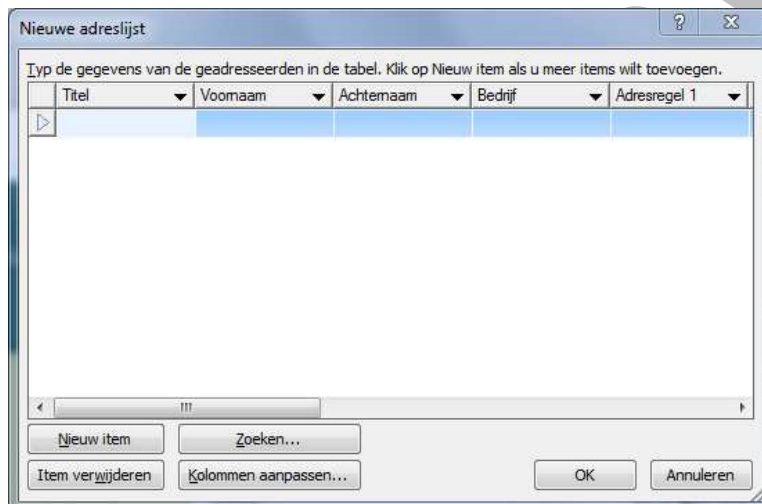 Nieuwe adreslijst
Typ de gegevens van de geadresseerden in de tabel. Klik op Nieuw item als u meer items wilt toevoegen.
Titel Voornaam Achternaam Bedrijf Adresregel 1
Nieuw item Zoeken...
Item verwijderen Kolommen aanpassen... OK Annuleren